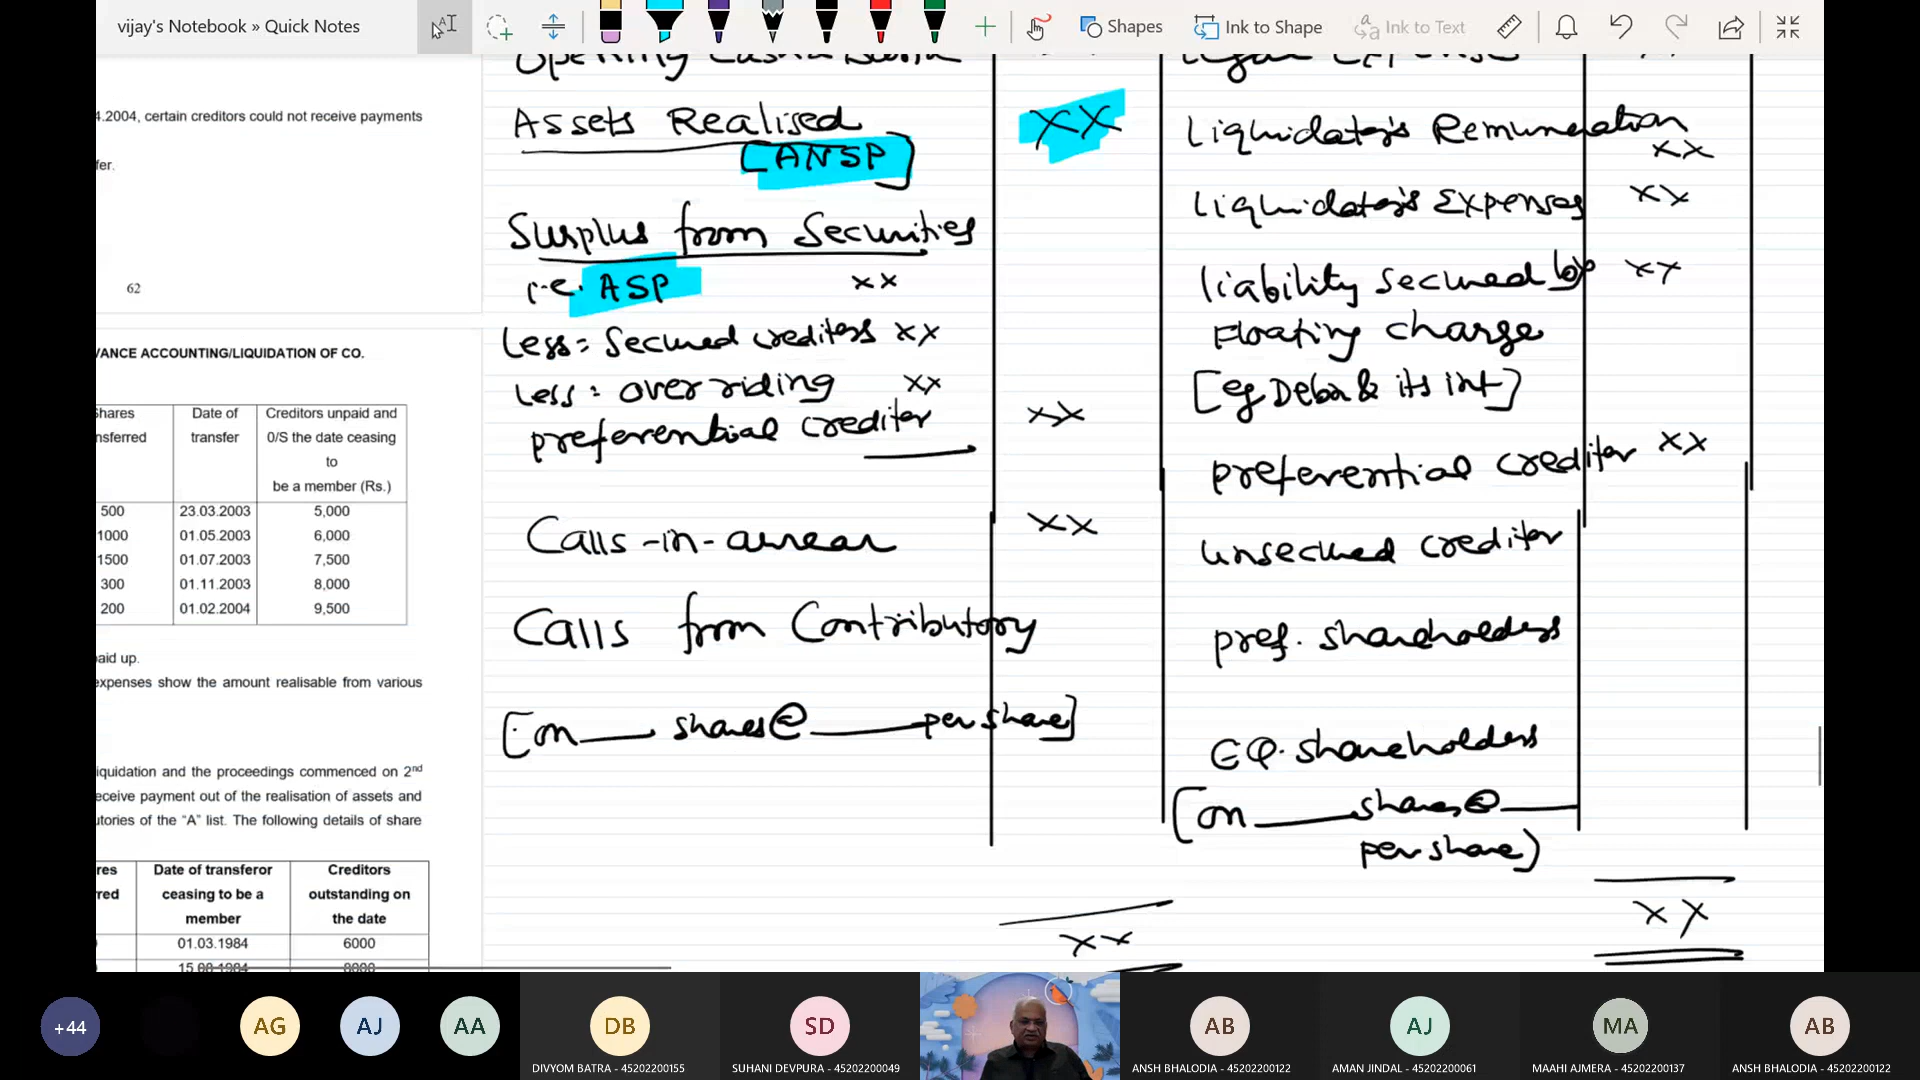 vijay's Notebook » Quick Notes
Shapes
Ink to Shape
Ink to Text
4.2004, certain creditors could not receive payments
fer.
62
VANCE ACCOUNTING/LIQUIDATION OF CO.
Shares Date of Creditors unpaid and
nsferred transfer 0/S the date ceasing
to
be a member (Rs.)
500 23.03.2003 5,000
1000 01.05.2003 6,000
1500 01.07.2003 7,500
300 01.11.2003 8,000
200 01.02.2004 9,500
paid up.
expenses show the amount realisable from various
iquidation and the proceedings commenced on 2nd
eceive payment out of the realisation of assets and
utories of the "A" list. The following details of share
res Date of transferor Creditors
red ceasing to be a outstanding on
member the date
01.03.1984 6000
Assets Realised XX
[ANSP]
Surplus from Securities
i.e. ASP XX
Less: Secured creditors XX
Less: overriding XX
preferential creditor XX
Calls-in-arrear XX
Calls from Contributory
[on ___ shares @ ___ per share]
XX
Liquidator's Remuneration
XX
Liquidator's Expenses XX
liability secured by XX
Floating charge
[eg Deba & its int]
preferential creditor XX
unsecured creditor
pref. shareholders
EQ. shareholders
[on ___ shares @ ___
per share]
XX
+44
AG
AJ
AA
DB
DIVYOM BATRA - 45202200155
SD
SUHANI DEVPURA - 45202200049
AB
ANSH BHALODIA - 45202200122
AJ
AMAN JINDAL - 45202200061
MA
MAAHI AJMERA - 45202200137
AB
ANSH BHALODIA - 45202200122